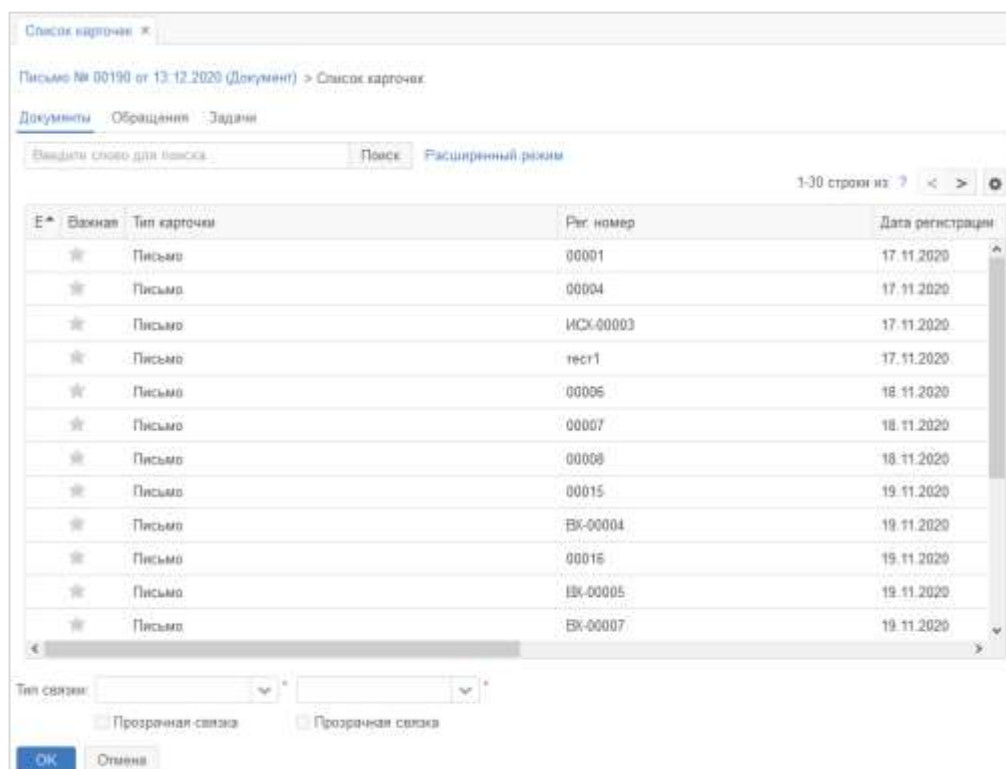 Список карточек ×
Письмо № 00190 от 13.12.2020 (Документ) > Список карточек
Документы Обращения Задачи
Введите слово для поиска Поиск Расширенный режим
1-30 строки из ? < >
Е Важная Тип карточки Рег. номер Дата регистрации
Письмо 00001 17.11.2020
Письмо 00004 17.11.2020
Письмо ИСХ-00003 17.11.2020
Письмо тест1 17.11.2020
Письмо 00006 18.11.2020
Письмо 00007 18.11.2020
Письмо 00008 18.11.2020
Письмо 00015 19.11.2020
Письмо ВХ-00004 19.11.2020
Письмо 00016 19.11.2020
Письмо ВХ-00005 19.11.2020
Письмо ВХ-00007 19.11.2020
Тип связки: * *
Прозрачная связка Прозрачная связка
ОК Отмена